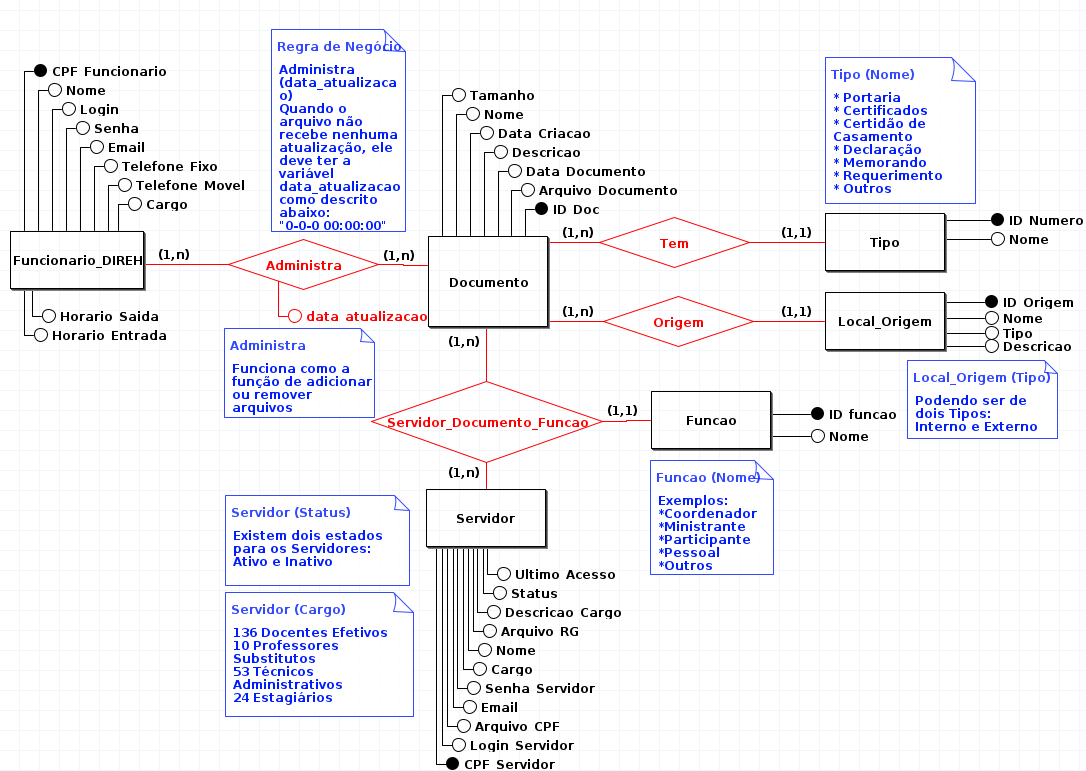 CPF Funcionario
Nome
Login
Senha
Email
Telefone Fixo
Telefone Movel
Cargo
Funcionario_DIREH
Horario Saida
Horario Entrada
(1,n)
Administra
(1,n)
data atualizacao
Regra de Negócio
Administra
(data_atualizaca
o)
Quando o
arquivo não
recebe nenhuma
atualização, ele
deve ter a
variável
data_atualizacao
como descrito
abaixo:
"0-0-0 00:00:00"
Administra
Funciona como a
função de adicionar
ou remover
arquivos
Tamanho
Nome
Data Criacao
Descricao
Data Documento
Arquivo Documento
ID Doc
Documento
(1,n)
Tem
(1,1)
Tipo
ID Numero
Nome
Tipo (Nome)
* Portaria
* Certificados
* Certidão de
Casamento
* Declaração
* Memorando
* Requerimento
* Outros
(1,n)
Origem
(1,1)
Local_Origem
ID Origem
Nome
Tipo
Descricao
Local_Origem (Tipo)
Podendo ser de
dois Tipos:
Interno e Externo
(1,n)
Servidor_Documento_Funcao
(1,1)
Funcao
ID funcao
Nome
Funcao (Nome)
Exemplos:
*Coordenador
*Ministrante
*Participante
*Pessoal
*Outros
(1,n)
Servidor
Ultimo Acesso
Status
Descricao Cargo
Arquivo RG
Nome
Cargo
Senha Servidor
Email
Arquivo CPF
Login Servidor
CPF Servidor
Servidor (Status)
Existem dois estados
para os Servidores:
Ativo e Inativo
Servidor (Cargo)
136 Docentes Efetivos
10 Professores
Substitutos
53 Técnicos
Administrativos
24 Estagiários